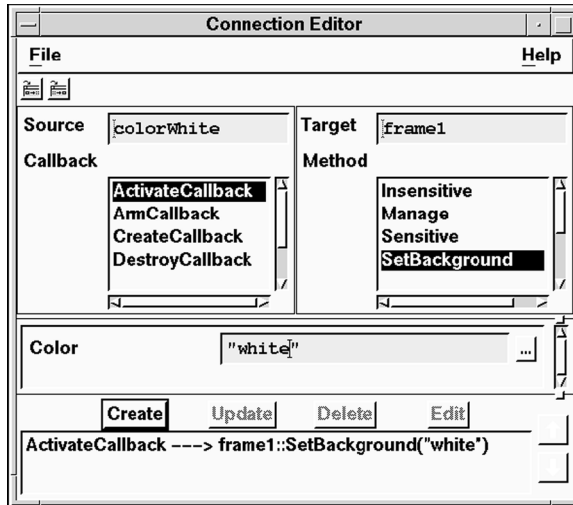 Connection Editor
File Help
Source colorWhite Target frame1
Callback Method
ActivateCallback Insensitive
ArmCallback Manage
CreateCallback Sensitive
DestroyCallback SetBackground
Color "white" ...
Create Update Delete Edit
ActivateCallback ---> frame1::SetBackground("white")